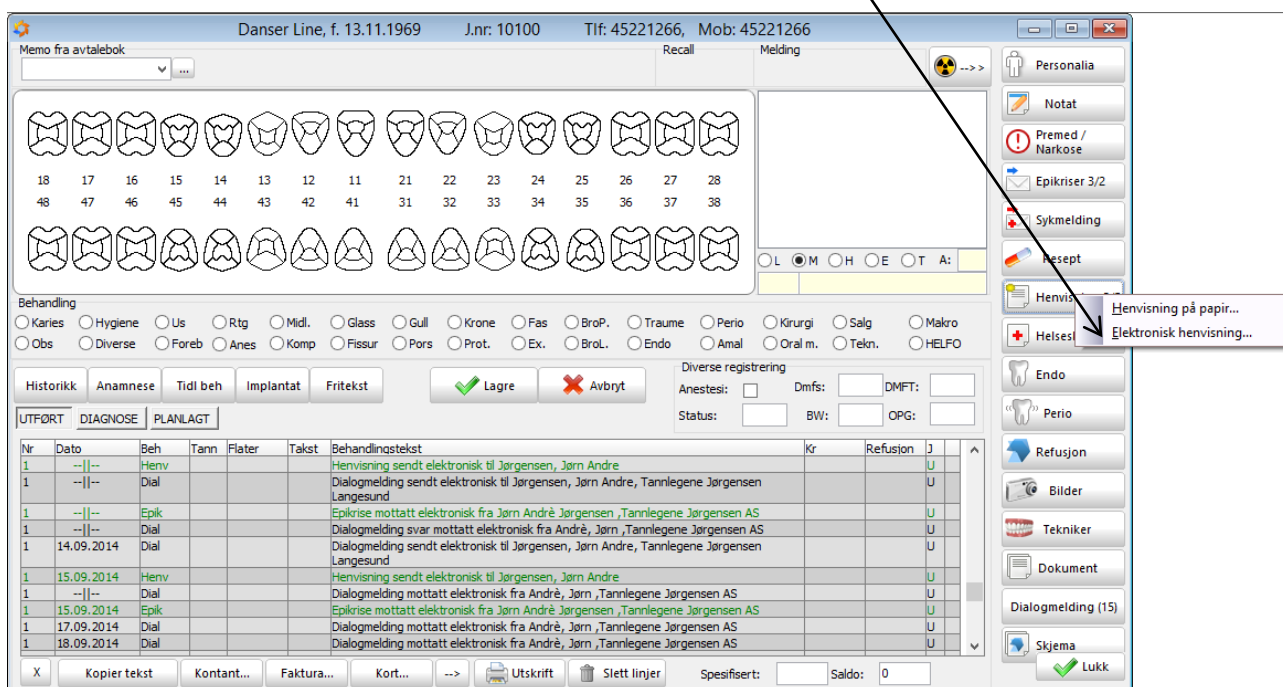 Danser Line, f. 13.11.1969 J.nr: 10100 Tlf: 45221266, Mob: 45221266
Memo fra avtalebok Recall Melding
... -->>
18 17 16 15 14 13 12 11 21 22 23 24 25 26 27 28
48 47 46 45 44 43 42 41 31 32 33 34 35 36 37 38
L M H E T A:
Behandling
Karies Hygiene Us Rtg Midl. Glass Gull Krone Fas BroP. Traume Perio Kirurgi Salg Makro
Obs Diverse Foreb Anes Komp Fissur Pors Prot. Ex. BroL. Endo Amal Oral m. Tekn. HELFO
Historikk Anamnese Tidl beh Implantat Fritekst Lagre Avbryt
Diverse registrering
Anestesi: Dmfs: DMFT:
Status: BW: OPG:
UTFØRT DIAGNOSE PLANLAGT
Nr Dato Beh Tann Flater Takst Behandlingstekst Kr Refusjon J
1 --||-- Henv Henvisning sendt elektronisk til Jørgensen, Jørn Andre U
1 --||-- Dial Dialogmelding sendt elektronisk til Jørgensen, Jørn Andre, Tannlegene Jørgensen U
Langesund
1 --||-- Epik Epikrise mottatt elektronisk fra Jørn Andrè Jørgensen ,Tannlegene Jørgensen AS U
1 --||-- Dial Dialogmelding svar mottatt elektronisk fra Andrè, Jørn ,Tannlegene Jørgensen AS U
1 14.09.2014 Dial Dialogmelding sendt elektronisk til Jørgensen, Jørn Andre, Tannlegene Jørgensen U
Langesund
1 15.09.2014 Henv Henvisning sendt elektronisk til Jørgensen, Jørn Andre U
1 --||-- Dial Dialogmelding mottatt elektronisk fra Andrè, Jørn ,Tannlegene Jørgensen AS U
1 15.09.2014 Epik Epikrise mottatt elektronisk fra Jørn Andrè Jørgensen ,Tannlegene Jørgensen AS U
1 17.09.2014 Dial Dialogmelding mottatt elektronisk fra Andrè, Jørn ,Tannlegene Jørgensen AS U
1 18.09.2014 Dial Dialogmelding mottatt elektronisk fra Andrè, Jørn ,Tannlegene Jørgensen AS U
X Kopier tekst Kontant... Faktura... Kort... --> Utskrift Slett linjer Spesifisert: Saldo: 0
Personalia
Notat
Premed /
Narkose
Epikriser 3/2
Sykmelding
Resept
Henvisning på papir...
Elektronisk henvisning...
Endo
Perio
Refusjon
Bilder
Tekniker
Dokument
Dialogmelding (15)
Skjema
Lukk